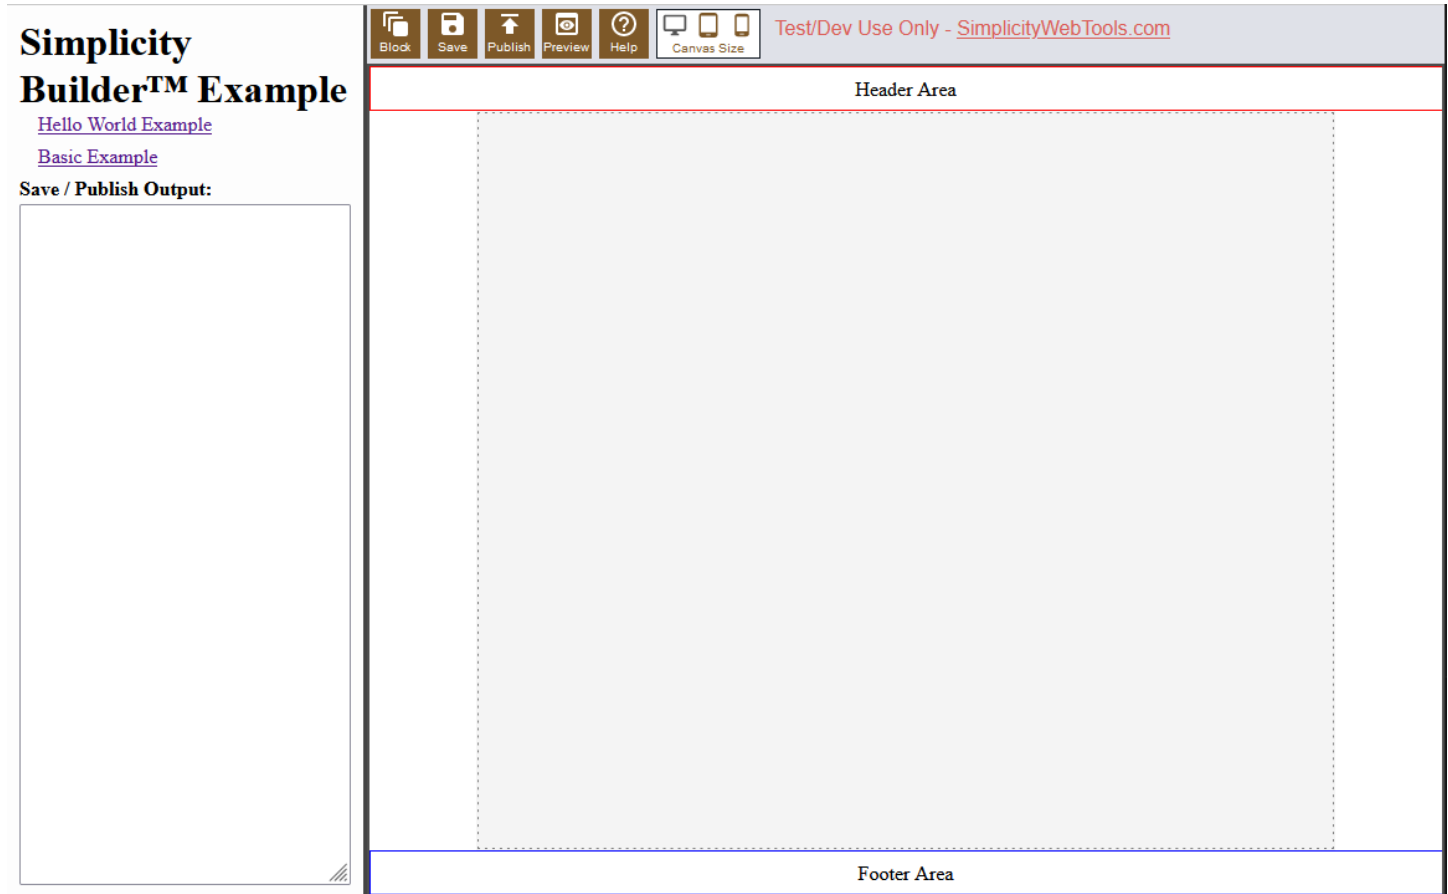 Simplicity
Builder™ Example
Hello World Example
Basic Example
Save / Publish Output:
Block
Save
Publish
Preview
Help
Canvas Size
Test/Dev Use Only - SimplicityWebTools.com
Header Area
Footer Area